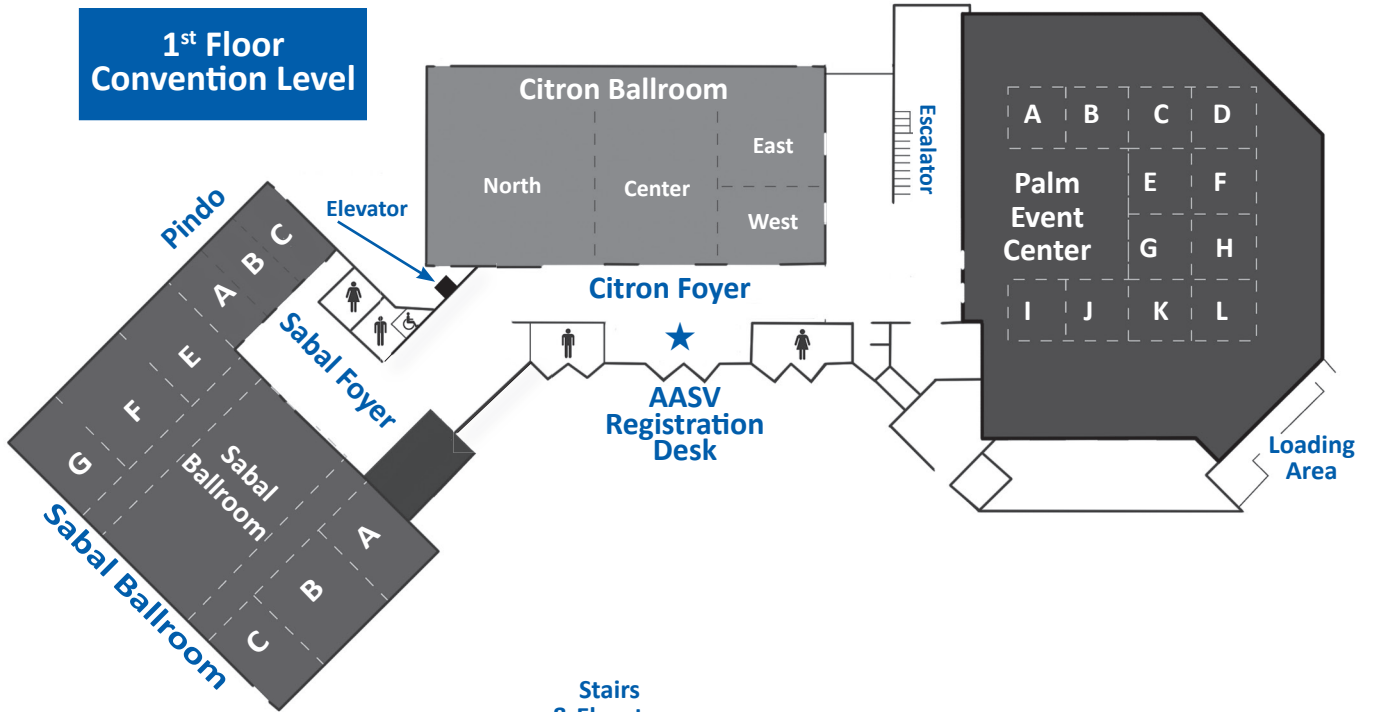 1st Floor
Convention Level
Citron Ballroom
North
Center
East
West
Escalator
A B C D
E F
G H
I J K L
Palm
Event
Center
Elevator
Pindo
C
B
A
Citron Foyer
Sabal Foyer
E
F
G
Sabal
Ballroom
A
B
C
Sabal Ballroom
AASV
Registration
Desk
Loading
Area
Stairs